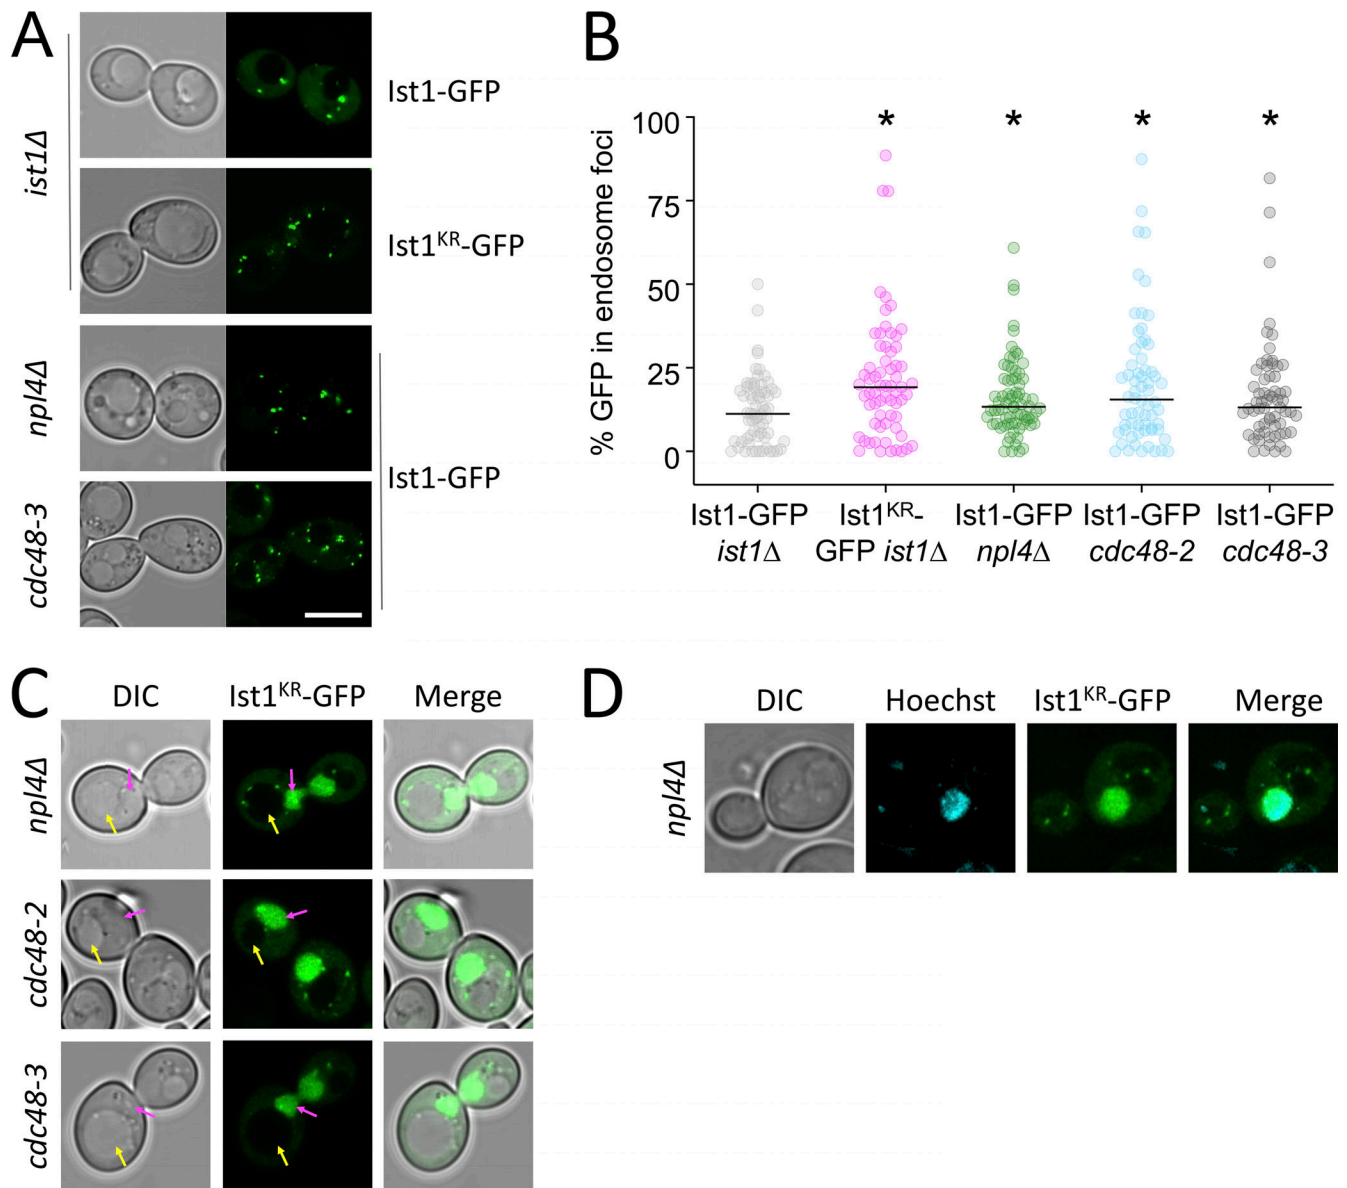 A
ist1Δ
Ist1-GFP
Ist1ᴷᴿ-GFP
npl4Δ
cdc48-3
Ist1-GFP
B
% GFP in endosome foci
100
75
50
25
0
* * * *
Ist1-GFP
ist1Δ
Ist1ᴷᴿ-
GFP ist1Δ
Ist1-GFP
npl4Δ
Ist1-GFP
cdc48-2
Ist1-GFP
cdc48-3
C
DIC
Ist1ᴷᴿ-GFP
Merge
npl4Δ
cdc48-2
cdc48-3
D
DIC
Hoechst
Ist1ᴷᴿ-GFP
Merge
npl4Δ